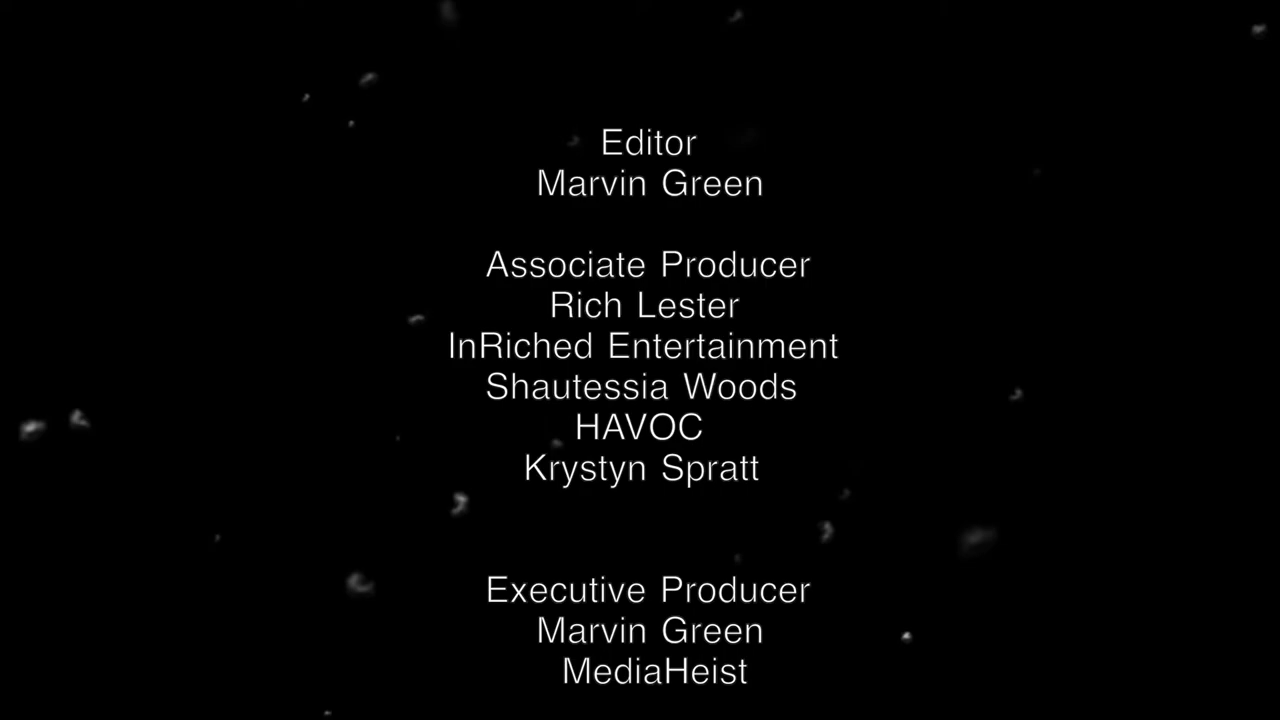 Editor
Marvin Green
Associate Producer
Rich Lester
InRiched Entertainment
Shautessia Woods
HAVOC
Krystyn Spratt
Executive Producer
Marvin Green
MediaHeist